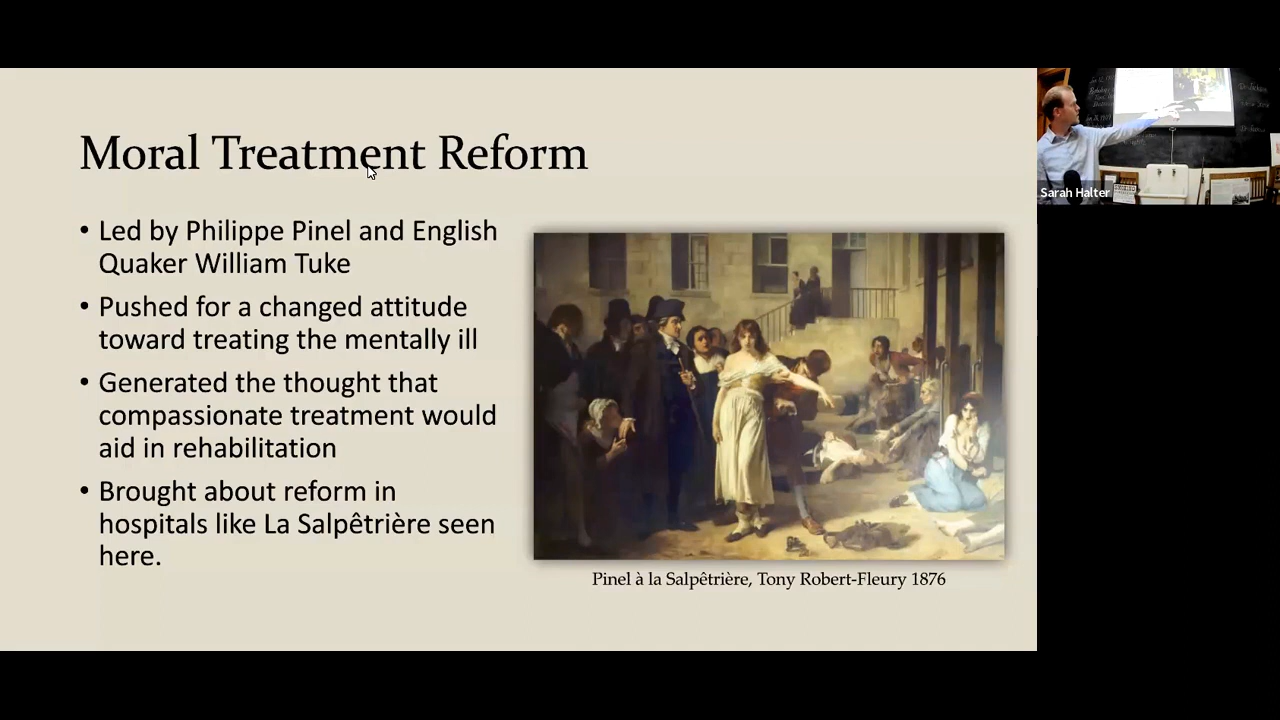 Moral Treatment Reform
• Led by Philippe Pinel and English
Quaker William Tuke
• Pushed for a changed attitude
toward treating the mentally ill
• Generated the thought that
compassionate treatment would
aid in rehabilitation
• Brought about reform in
hospitals like La Salpêtrière seen
here.
Pinel à la Salpêtrière, Tony Robert-Fleury 1876
Sarah Halter